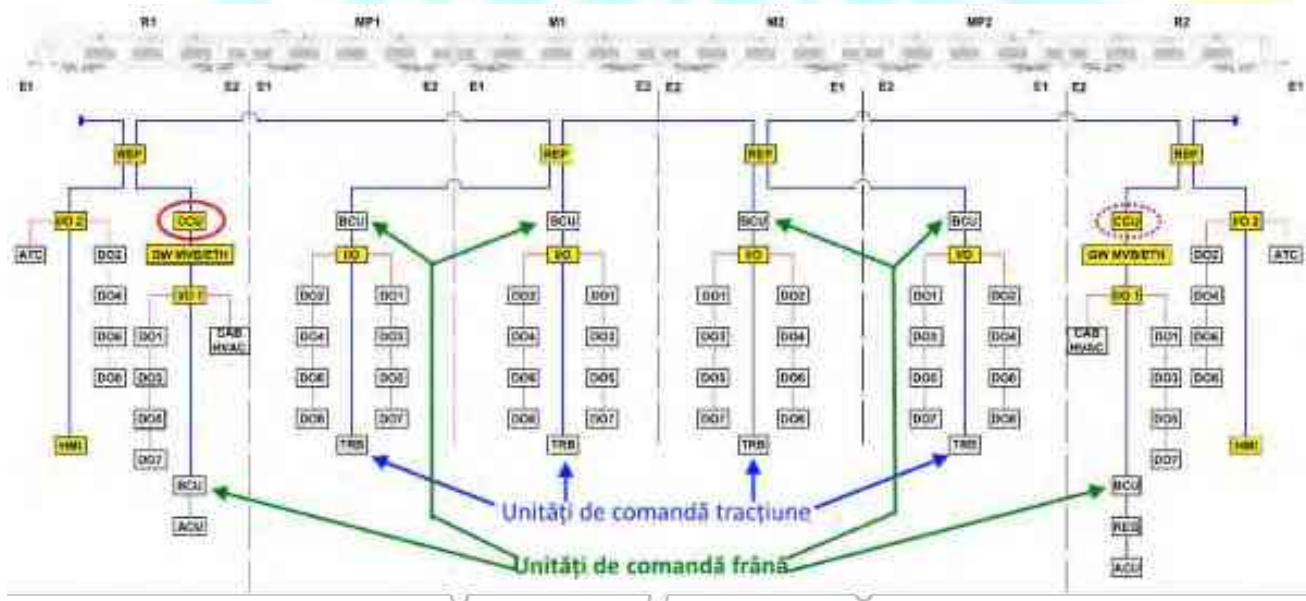 R1 MP1 M1 M2 MP2 R2
E1 E2 E1 E2 E1 E2 E2 E1 E2 E1 E2 E1
REP REP REP REP
I/O 2 CCU BCU BCU BCU BCU CCU I/O 2
ATC DO2 GW MVB/ETH I/O I/O I/O I/O GW MVB/ETH DO2 ATC
DO4 I/O 1 DO2 DO1 DO2 DO1 DO1 DO2 DO1 DO2 I/O 1 DO4
DO6 DO1 CAB HVAC DO4 DO3 DO4 DO3 DO3 DO4 DO3 DO4 CAB HVAC DO1 DO6
DO8 DO3 DO6 DO5 DO6 DO5 DO5 DO6 DO5 DO6 DO3 DO8
DO5 DO8 DO7 DO8 DO7 DO7 DO8 DO7 DO8 DO5
HMI TRB TRB TRB TRB HMI
DO7 DO7
BCU BCU
Unități de comandă tracțiune
ACU REG
Unități de comandă frână
ACU